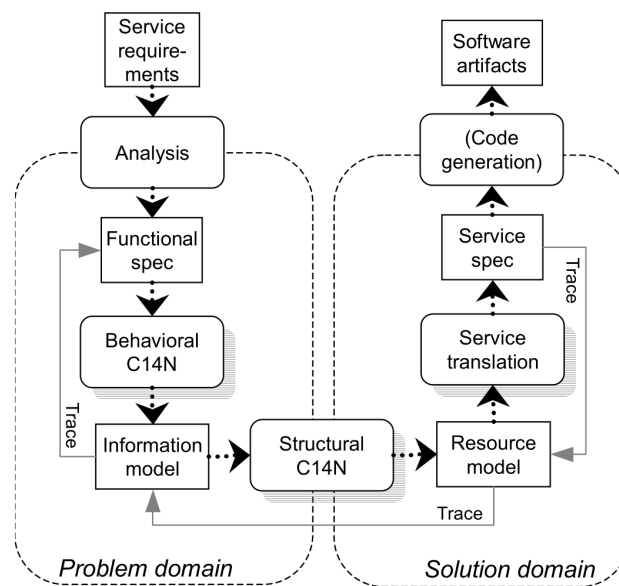 Service
require-
ments
Analysis
Functional
spec
Behavioral
C14N
Trace
Information
model
Structural
C14N
Problem domain
Software
artifacts
(Code
generation)
Service
spec
Trace
Service
translation
Resource
model
Trace
Solution domain